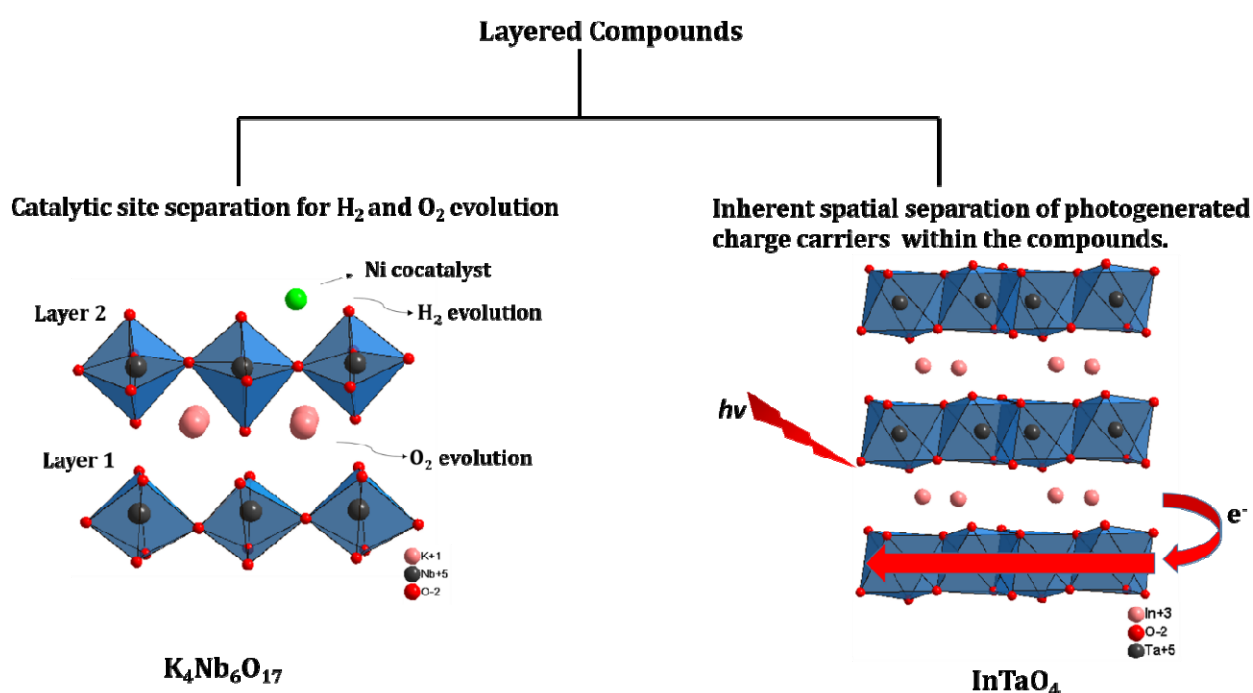 Layered Compounds
Catalytic site separation for H₂ and O₂ evolution
Ni cocatalyst
Layer 2
H₂ evolution
Layer 1
O₂ evolution
K+1
Nb+5
O-2
K₄Nb₆O₁₇
Inherent spatial separation of photogenerated
charge carriers within the compounds.
hv
e⁻
In+3
O-2
Ta+5
InTaO₄